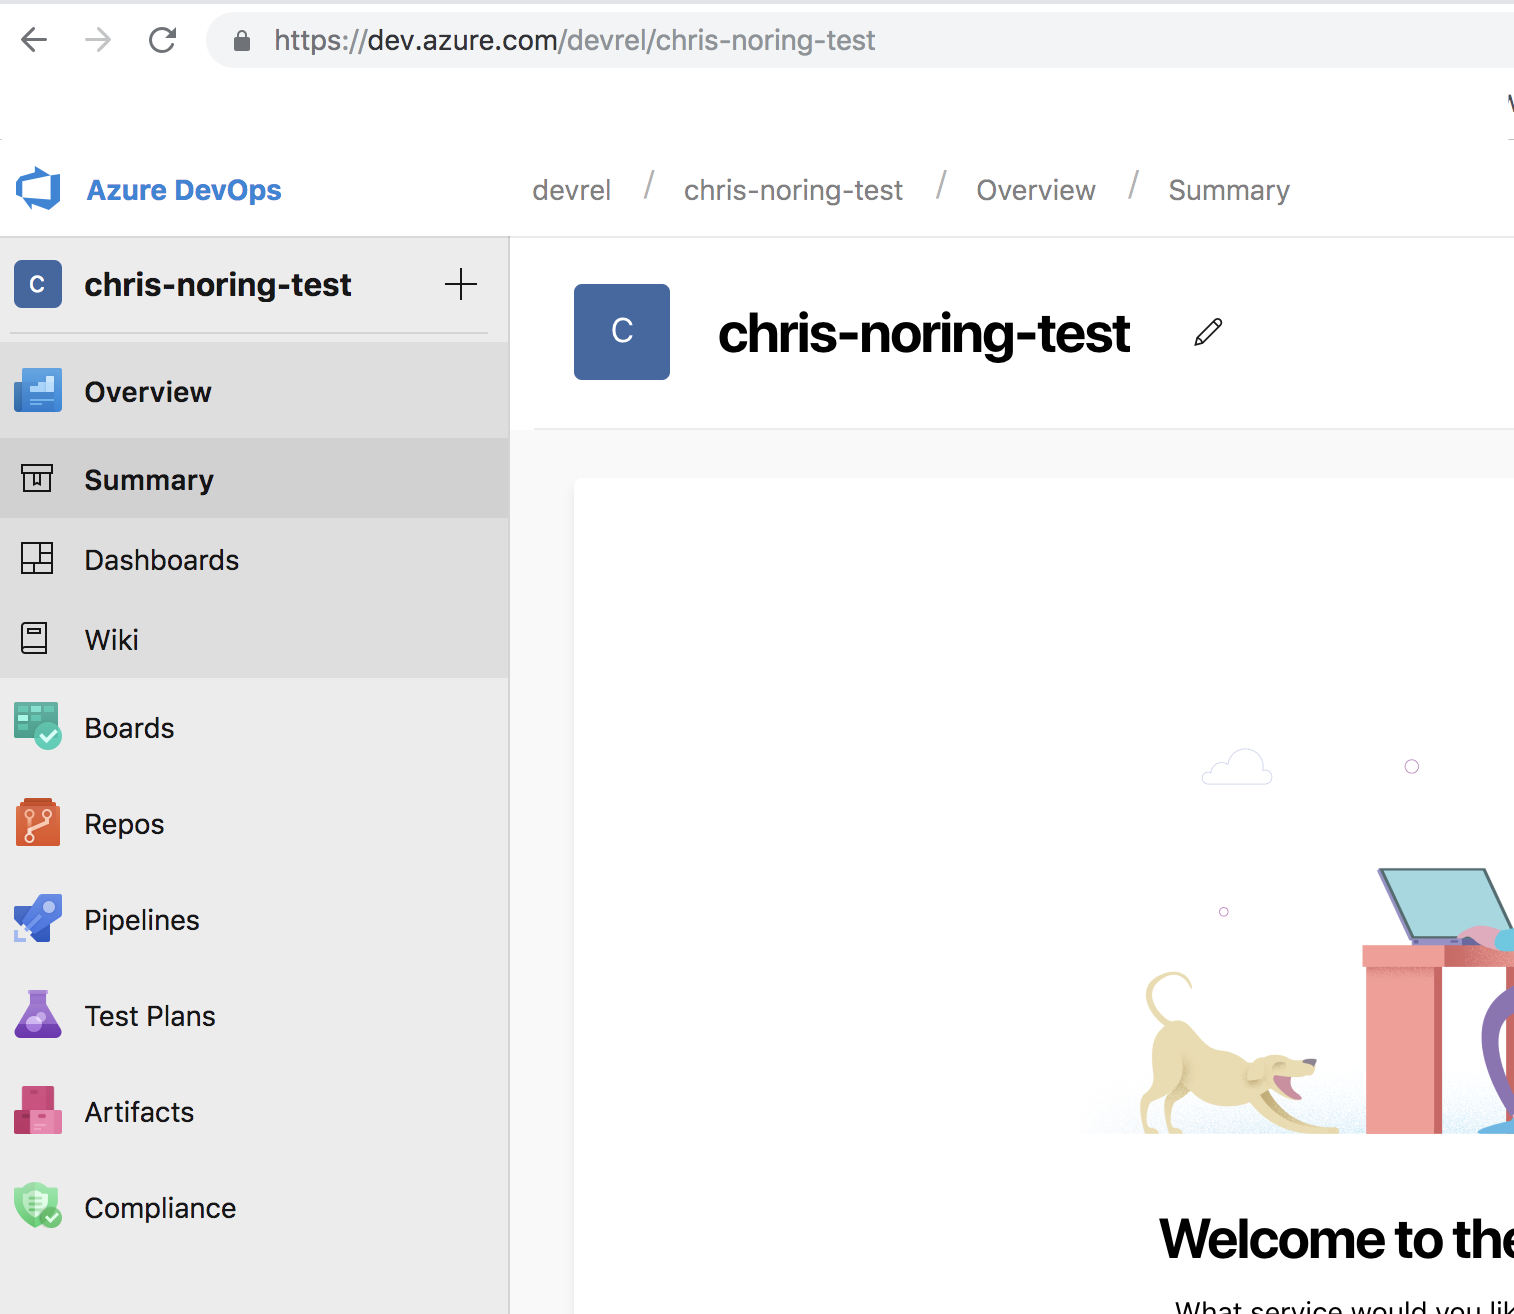 https://dev.azure.com/devrel/chris-noring-test
Azure DevOps
devrel / chris-noring-test / Overview / Summary
C chris-noring-test
Overview
Summary
Dashboards
Wiki
Boards
Repos
Pipelines
Test Plans
Artifacts
Compliance
C chris-noring-test
Welcome to the
What service would you lik